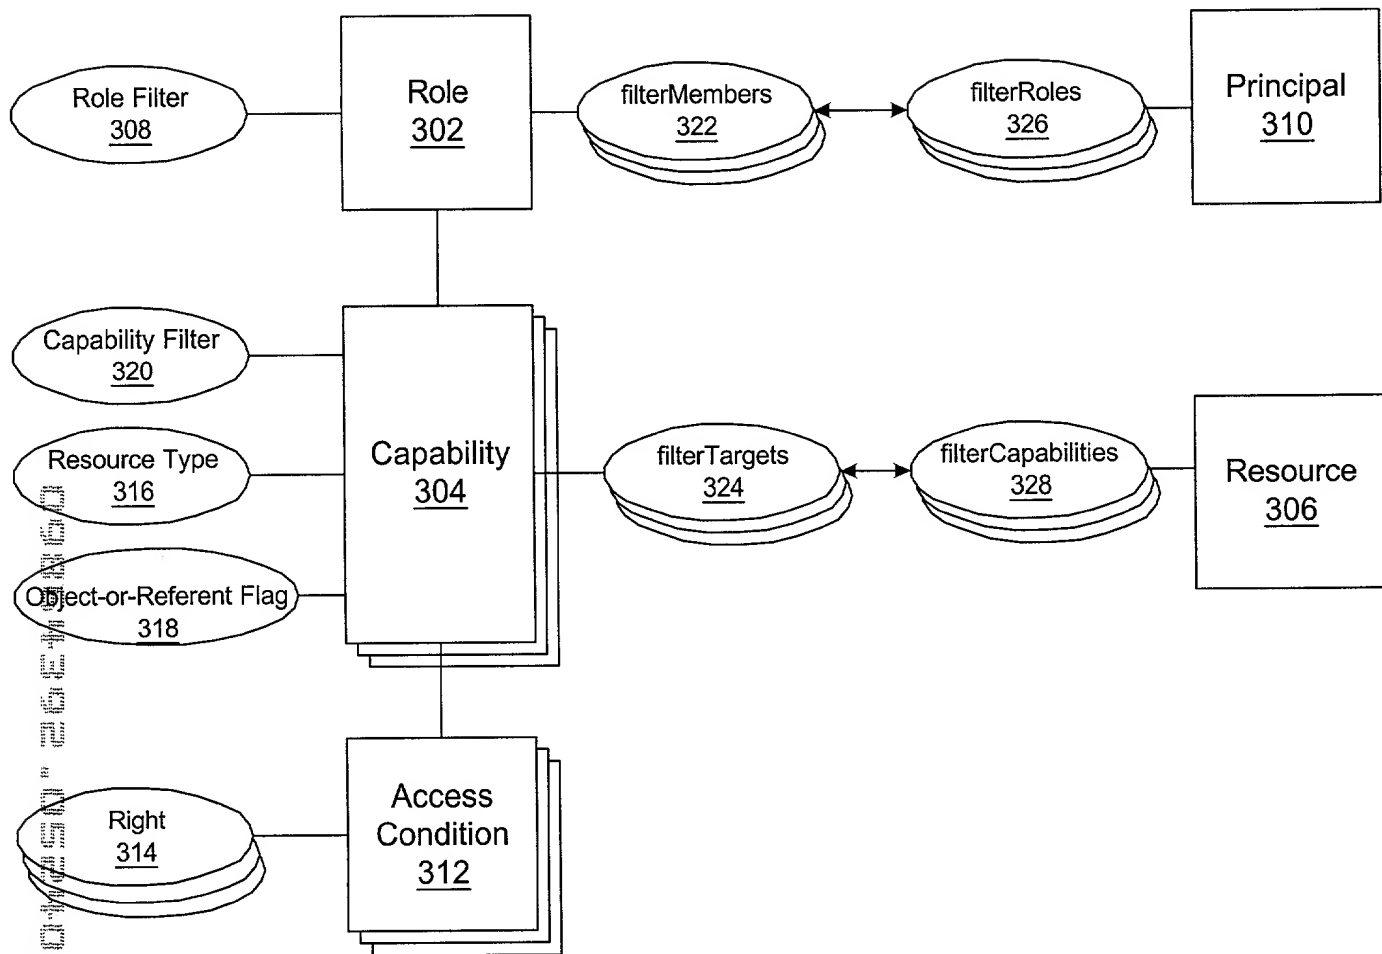 Role Filter
308
Role
302
filterMembers
322
filterRoles
326
Principal
310
Capability Filter
320
Resource Type
316
Object-or-Referent Flag
318
Capability
304
filterTargets
324
filterCapabilities
328
Resource
306
Right
314
Access
Condition
312